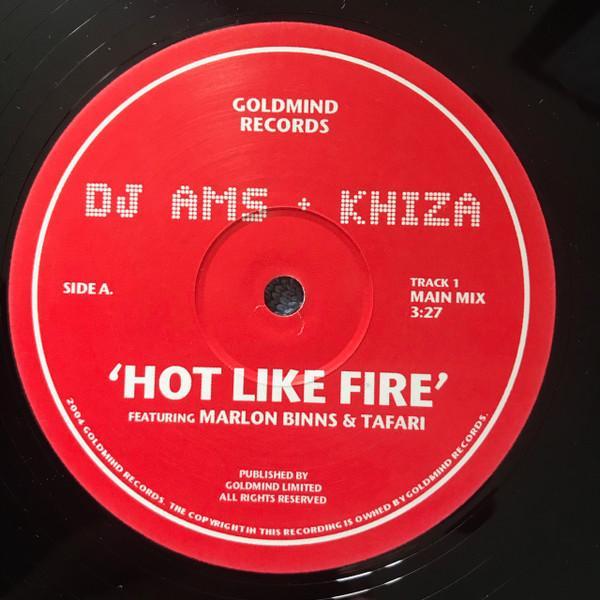 GOLDMIND
RECORDS
DJ AMS + KHIZA
SIDE A.
TRACK 1
MAIN MIX
3:27
‘HOT LIKE FIRE’
FEATURING MARLON BINNS & TAFARI
PUBLISHED BY
GOLDMIND LIMITED
ALL RIGHTS RESERVED
2004 GOLDMIND RECORDS. THE COPYRIGHT IN THIS RECORDING IS OWNED BY GOLDMIND RECORDS.